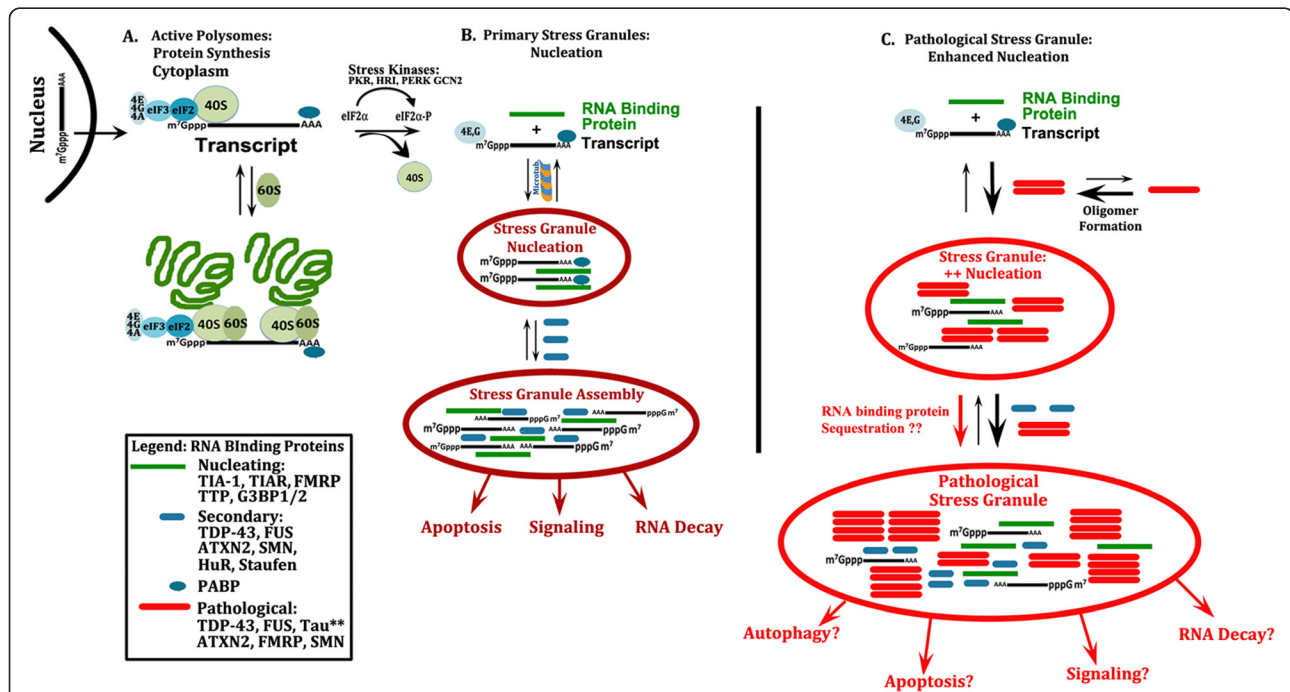 Nucleus
m⁷Gppp AAA
A. Active Polysomes:
Protein Synthesis
Cytoplasm
4E
4G
4A
eIF3
eIF2
40S
m⁷Gppp AAA
Transcript
60S
4E
4G
4A
eIF3
eIF2
40S
60S
40S
60S
m⁷Gppp AAA
Stress Kinases:
PKR, HRI, PERK GCN2
eIF2α
eIF2α-P
40S
B. Primary Stress Granules:
Nucleation
RNA Binding
Protein
4E,G
+
m⁷Gppp AAA
Transcript
Microtub.
Stress Granule
Nucleation
m⁷Gppp AAA
m⁷Gppp AAA
Stress Granule Assembly
AAA pppG m⁷
AAA pppG m⁷
m⁷Gppp AAA
AAA pppG m⁷
m⁷Gppp AAA
AAA pppG m⁷
Apoptosis
Signaling
RNA Decay
C. Pathological Stress Granule:
Enhanced Nucleation
RNA Binding
Protein
4E,G
+
m⁷Gppp AAA
Transcript
Oligomer
Formation
Stress Granule:
++ Nucleation
m⁷Gppp AAA
m⁷Gppp AAA
RNA binding protein
Sequestration ??
Pathological
Stress Granule
m⁷Gppp AAA
m⁷Gppp AAA
AAA pppG m⁷
Autophagy?
Apoptosis?
Signaling?
RNA Decay?
Legend: RNA BInding Proteins
Nucleating:
TIA-1, TIAR, FMRP
TTP, G3BP1/2
Secondary:
TDP-43, FUS
ATXN2, SMN,
HuR, Staufen
PABP
Pathological:
TDP-43, FUS, Tau**
ATXN2, FMRP, SMN